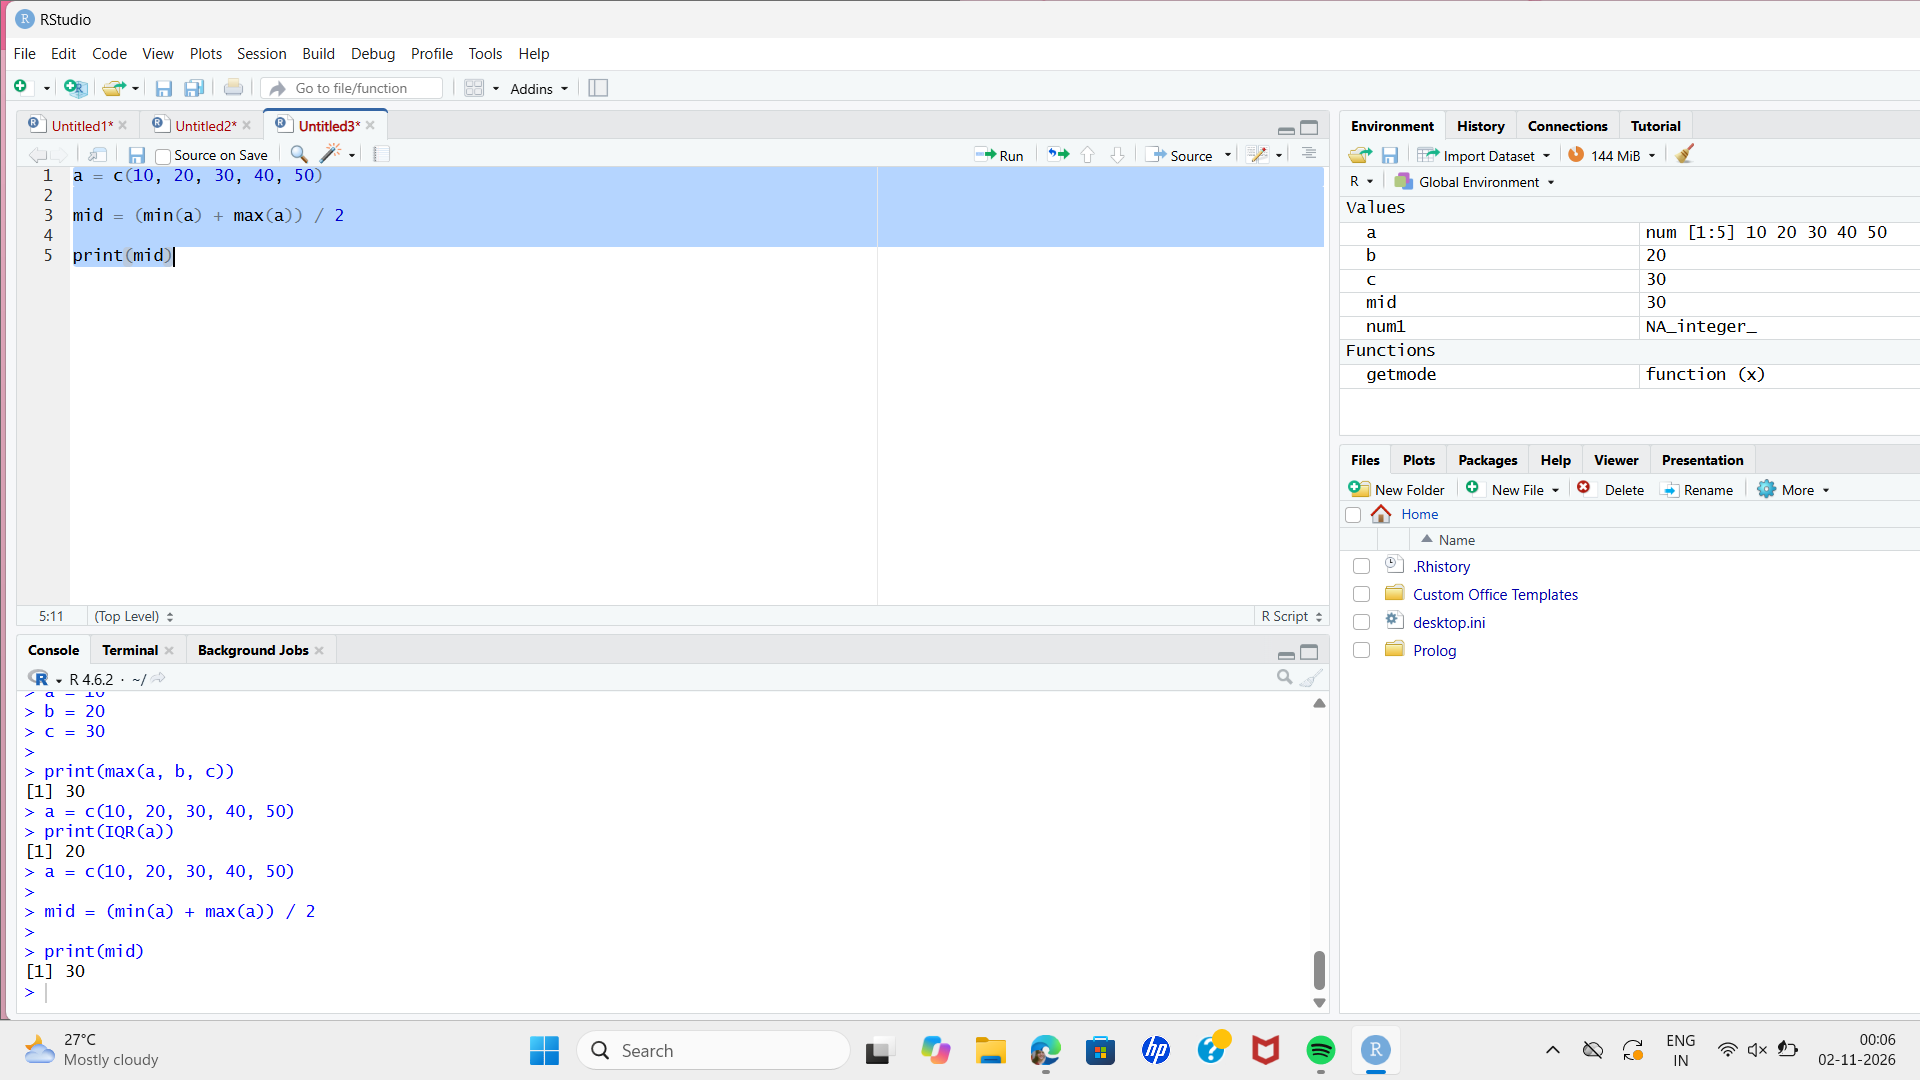 RStudio
File Edit Code View Plots Session Build Debug Profile Tools Help
Go to file/function Addins
Untitled1* Untitled2* Untitled3*
Source on Save Run Source
1 a = c(10, 20, 30, 40, 50)
2
3 mid = (min(a) + max(a)) / 2
4
5 print(mid)
5:11 (Top Level) R Script
Console Terminal Background Jobs
R 4.6.2 · ~/
> a = 10
> b = 20
> c = 30
>
> print(max(a, b, c))
[1] 30
> a = c(10, 20, 30, 40, 50)
> print(IQR(a))
[1] 20
> a = c(10, 20, 30, 40, 50)
>
> mid = (min(a) + max(a)) / 2
>
> print(mid)
[1] 30
>
Environment History Connections Tutorial
Import Dataset 144 MiB
R Global Environment
Values
a num [1:5] 10 20 30 40 50
b 20
c 30
mid 30
num1 NA_integer_
Functions
getmode function (x)
Files Plots Packages Help Viewer Presentation
New Folder New File Delete Rename More
Home
Name
.Rhistory
Custom Office Templates
desktop.ini
Prolog
27°C
Mostly cloudy
Search
ENG
IN
00:06
02-11-2026